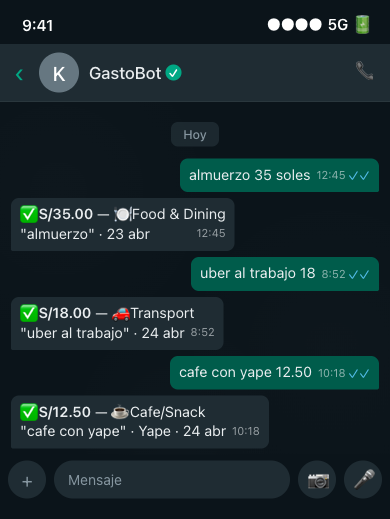 9:41 5G
K GastoBot
Hoy
almuerzo 35 soles 12:45
S/35.00 — Food & Dining
"almuerzo" · 23 abr 12:45
uber al trabajo 18 8:52
S/18.00 — Transport
"uber al trabajo" · 24 abr 8:52
cafe con yape 12.50 10:18
S/12.50 — Cafe/Snack
"cafe con yape" · Yape · 24 abr 10:18
Mensaje